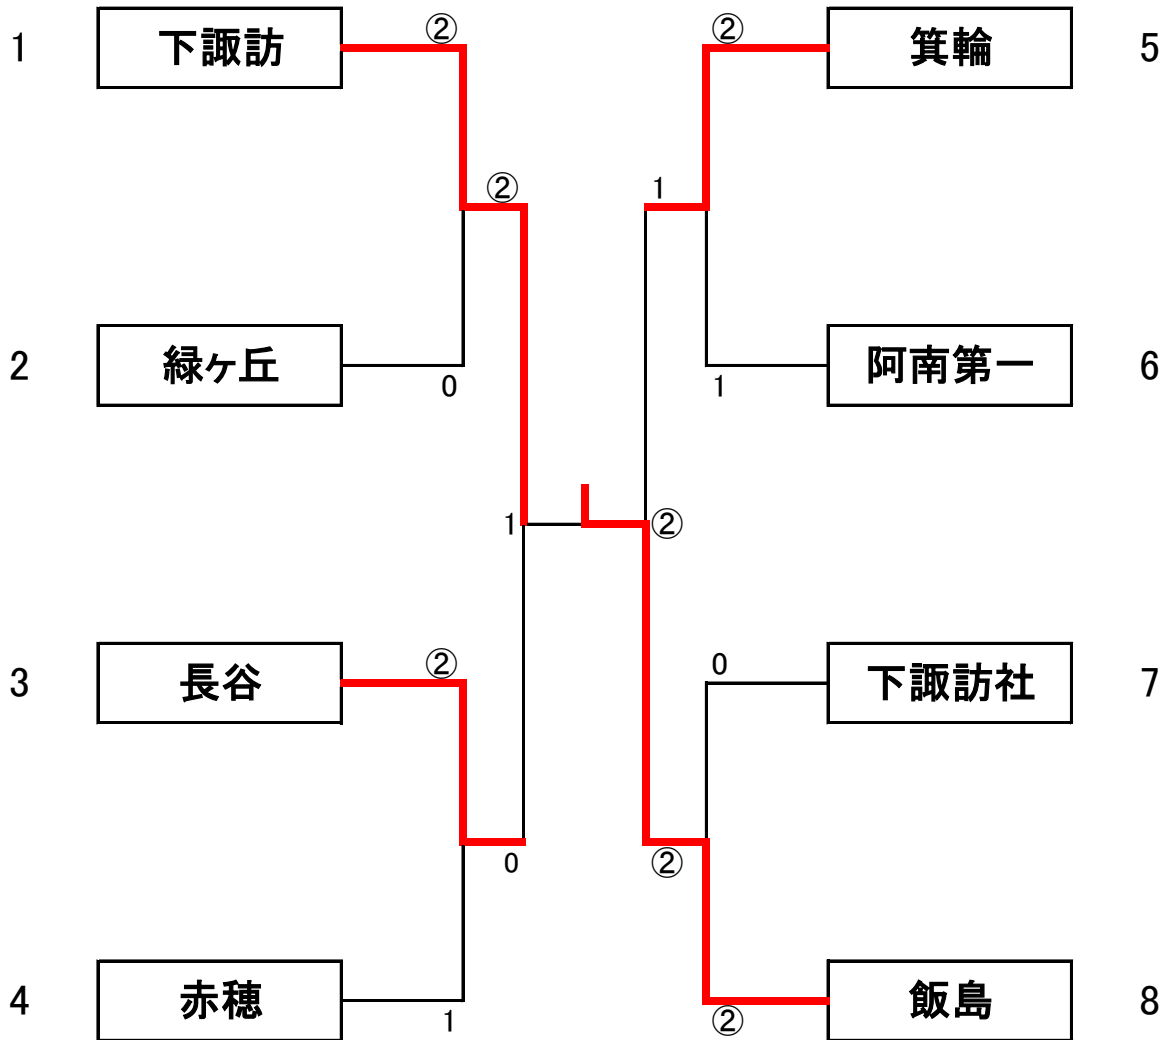 1 下諏訪 ② ② 箕輪 5
② 1
2 緑ヶ丘 0 1 阿南第一 6
1 ②
3 長谷 ② 0 下諏訪社 7
0 ②
4 赤穂 1 ② 飯島 8